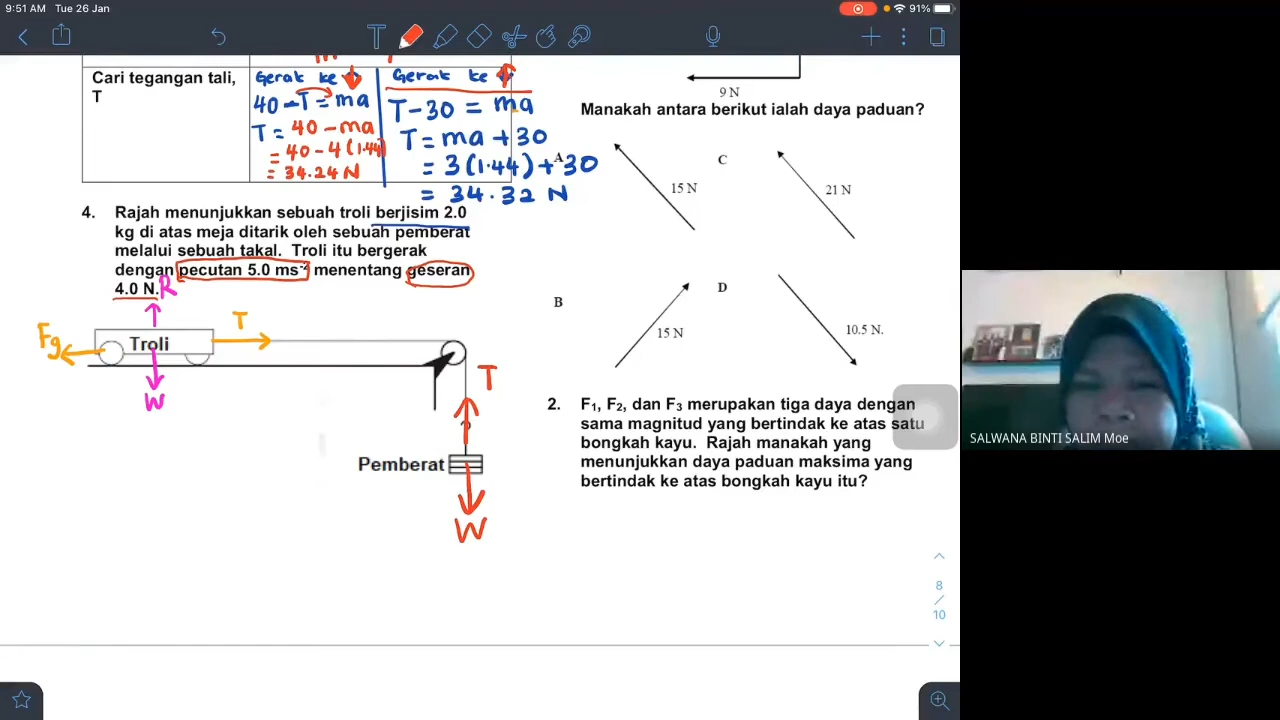 9:51 AM Tue 26 Jan
91%
Cari tegangan tali,
T
Gerak ke
40 - T = ma
T = 40 - ma
= 40 - 4 (1.44)
= 34.24 N
Gerak ke
T - 30 = ma
T = ma + 30
= 3 (1.44) + 30
= 34.32 N
4. Rajah menunjukkan sebuah troli berjisim 2.0
kg di atas meja ditarik oleh sebuah pemberat
melalui sebuah takal. Troli itu bergerak
dengan pecutan 5.0 ms⁻² menentang geseran
4.0 N.
R
Fg
Troli
T
W
T
Pemberat
W
9 N
Manakah antara berikut ialah daya paduan?
A
15 N
C
21 N
B
15 N
D
10.5 N.
2. F₁, F₂, dan F₃ merupakan tiga daya dengan
sama magnitud yang bertindak ke atas satu
bongkah kayu. Rajah manakah yang
menunjukkan daya paduan maksima yang
bertindak ke atas bongkah kayu itu?
8
/
10
SALWANA BINTI SALIM Moe